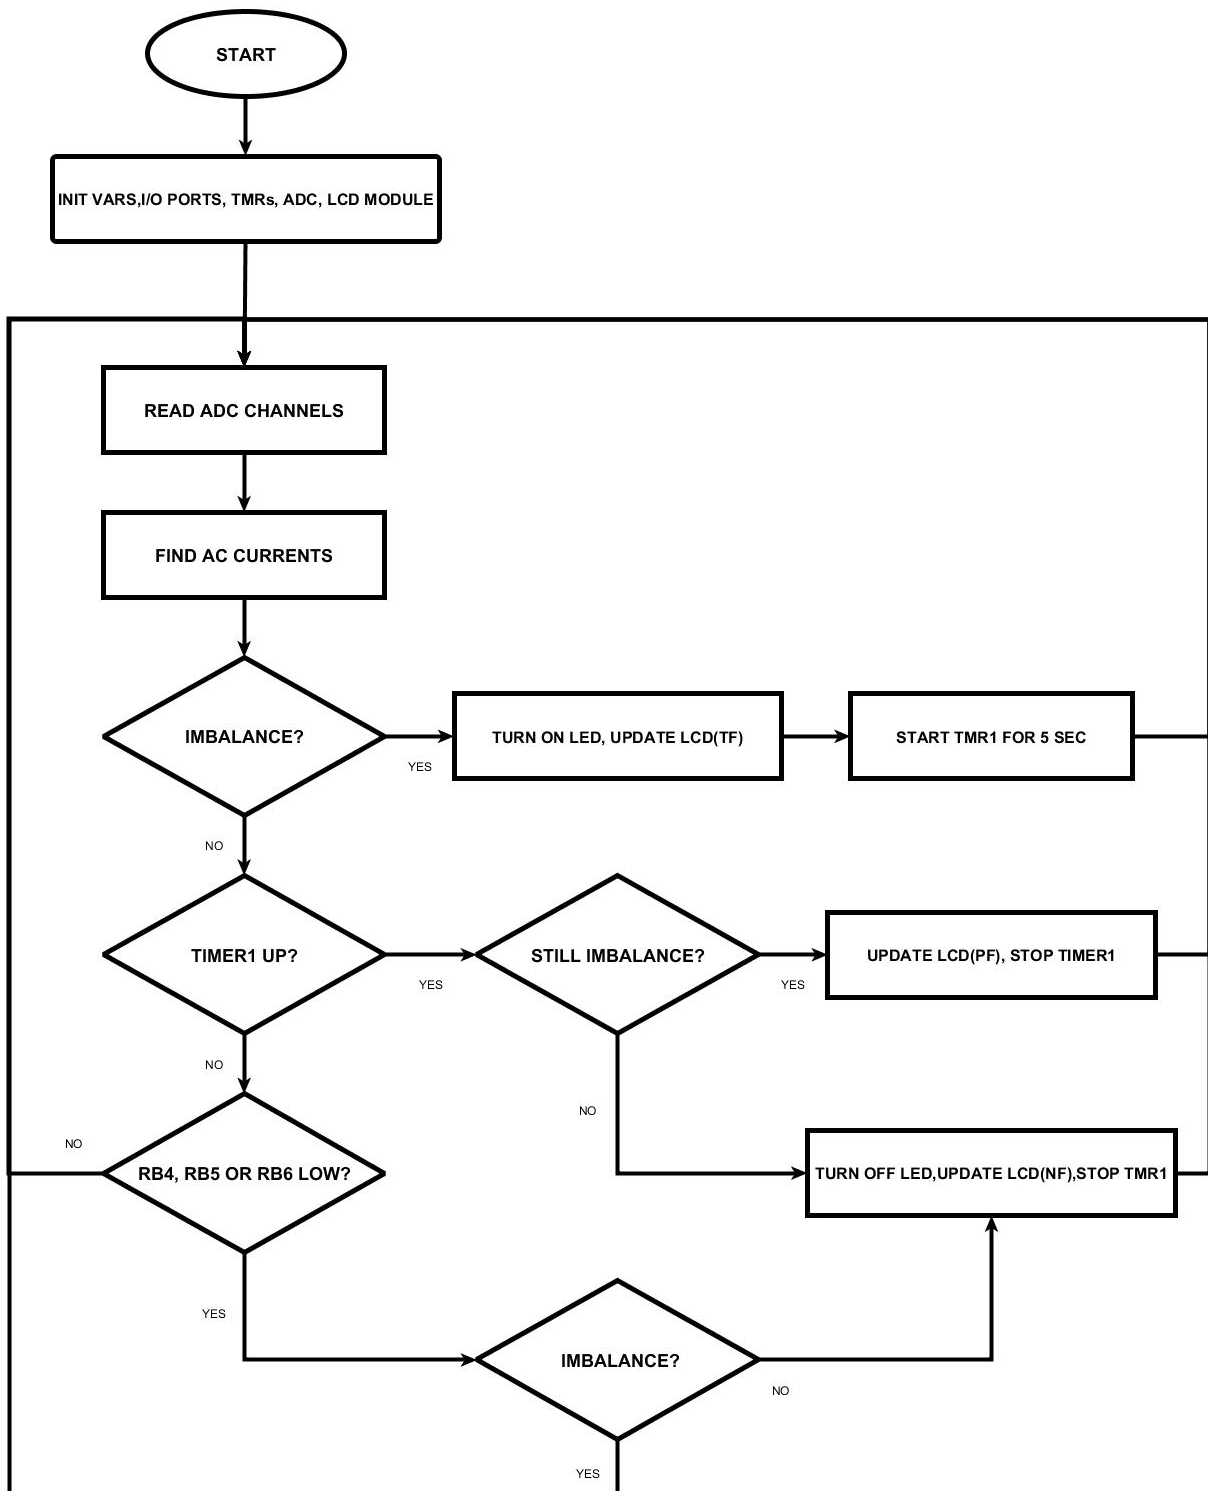 START
INIT VARS,I/O PORTS, TMRs, ADC, LCD MODULE
READ ADC CHANNELS
FIND AC CURRENTS
IMBALANCE?
YES
TURN ON LED, UPDATE LCD(TF)
START TMR1 FOR 5 SEC
NO
TIMER1 UP?
YES
STILL IMBALANCE?
YES
UPDATE LCD(PF), STOP TIMER1
NO
NO
NO
RB4, RB5 OR RB6 LOW?
TURN OFF LED,UPDATE LCD(NF),STOP TMR1
YES
IMBALANCE?
NO
YES